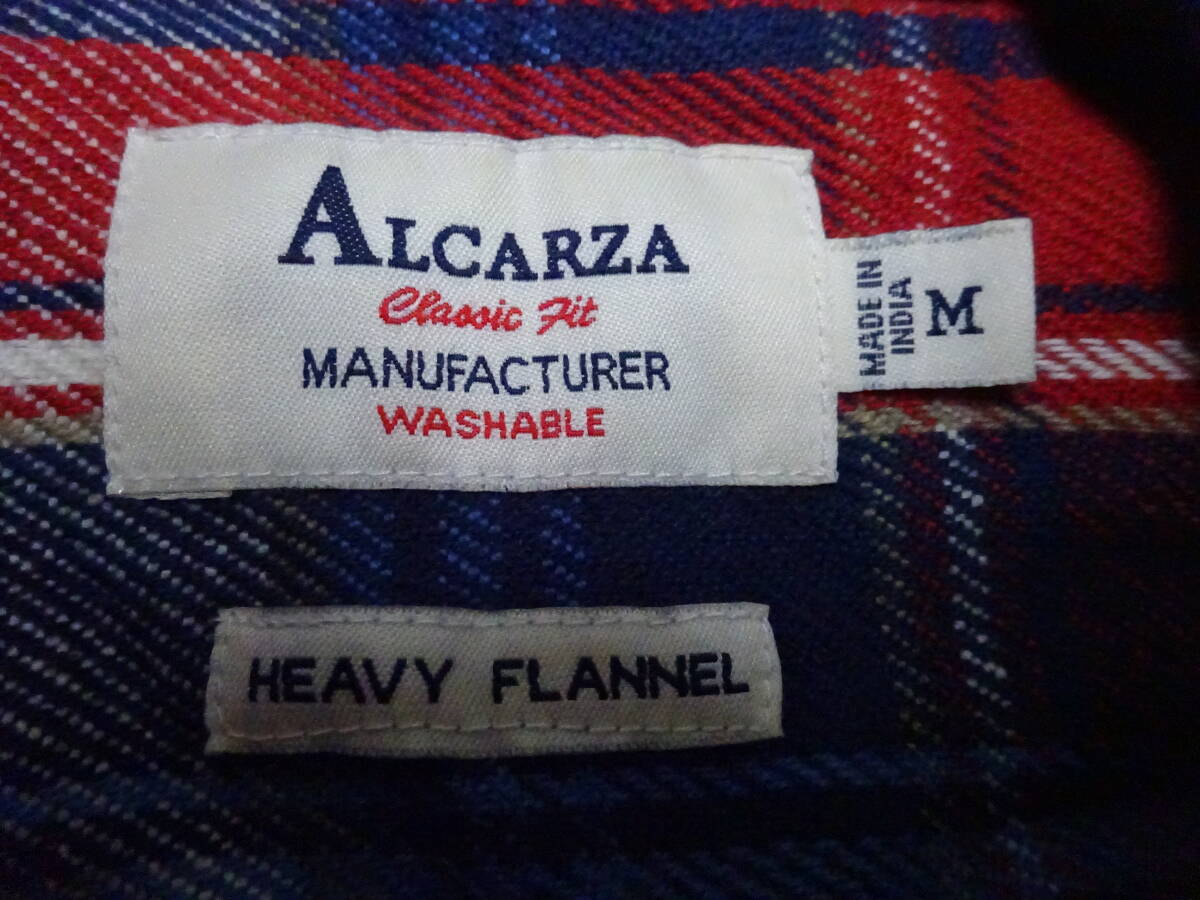 ALCARZA
Classic Fit
MANUFACTURER
WASHABLE
MADE IN
INDIA
M
HEAVY FLANNEL